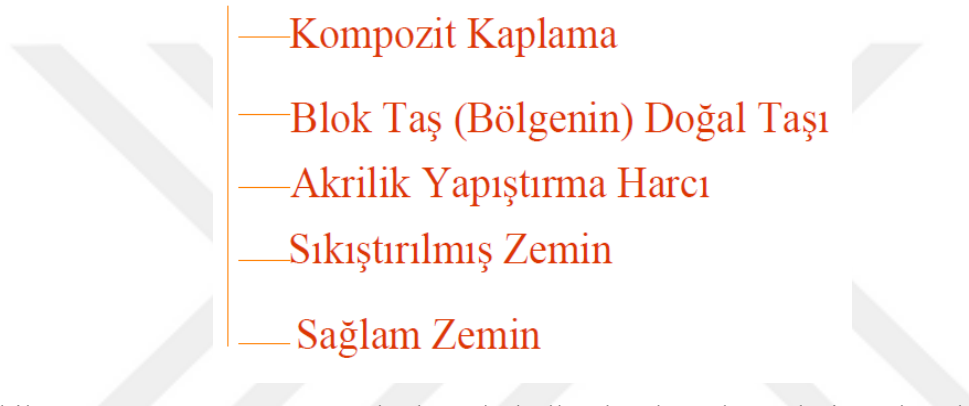 Kompozit Kaplama
Blok Taş (Bölgenin) Doğal Taşı
Akrilik Yapıştırma Harcı
Sıkıştırılmış Zemin
Sağlam Zemin